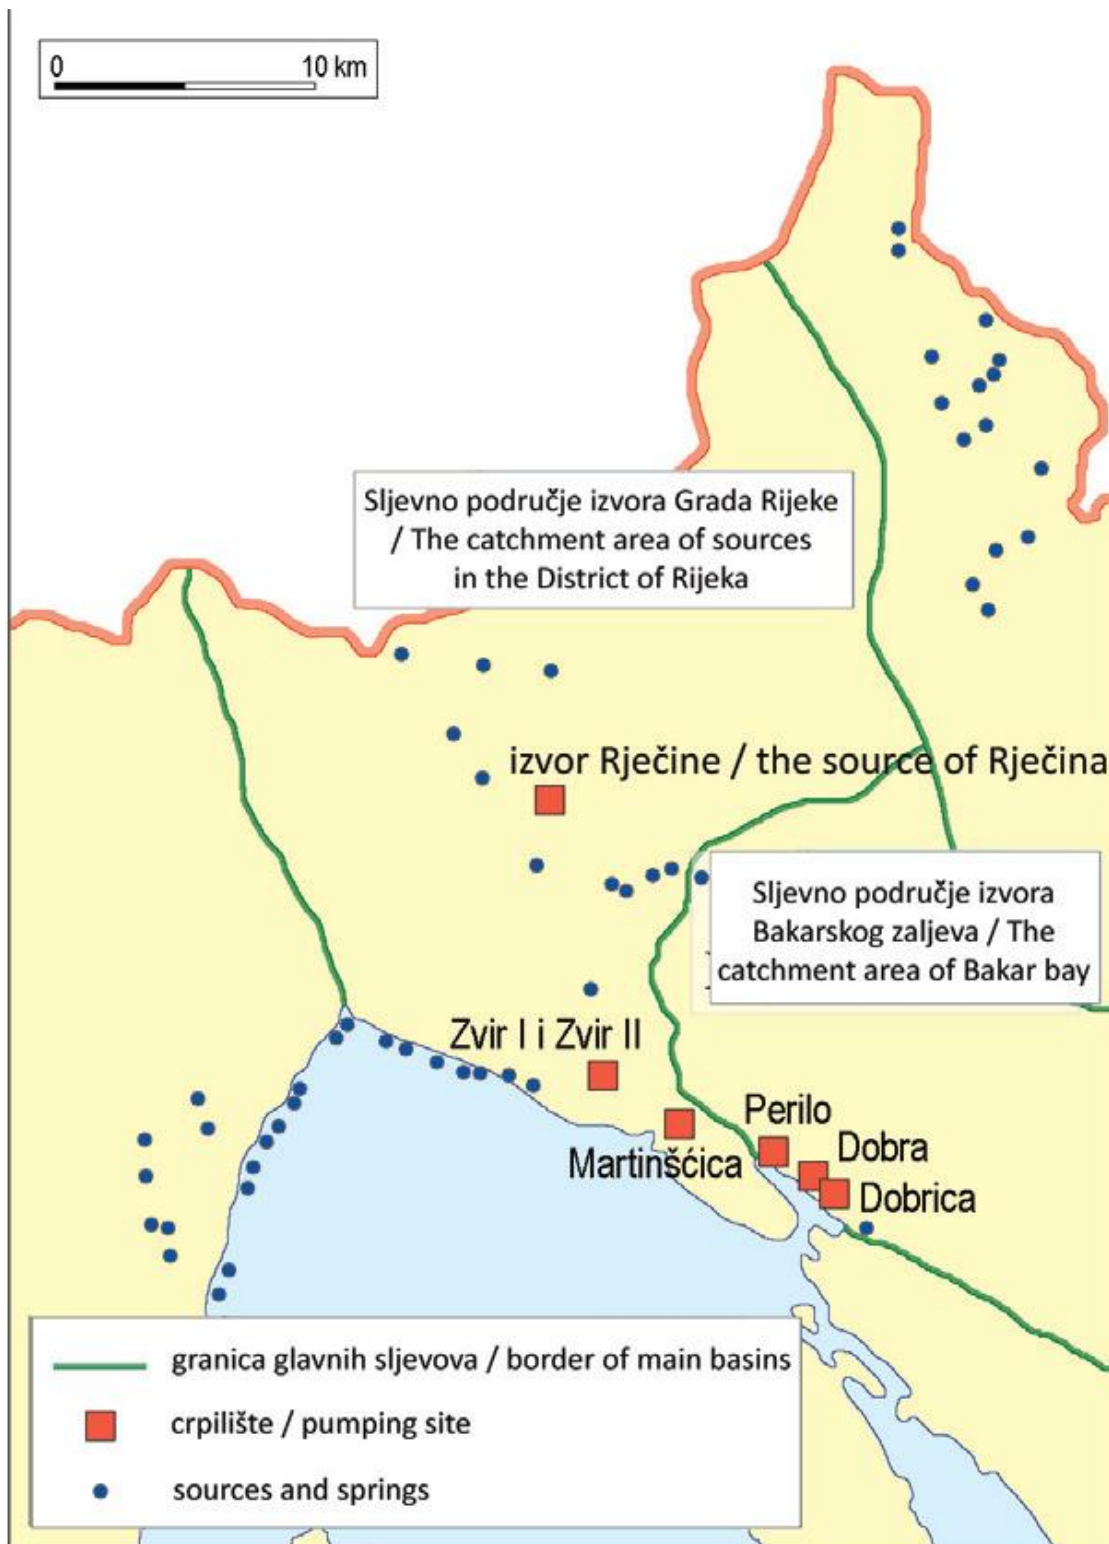 0 10 km
Sljevno područje izvora Grada Rijeke
/ The catchment area of sources
in the District of Rijeka
izvor Rječine / the source of Rječina
Sljevno područje izvora
Bakarskog zaljeva / The
catchment area of Bakar bay
Zvir I i Zvir II
Perilo
Martinšćica
Dobra
Dobrica
granica glavnih sljevova / border of main basins
crpilište / pumping site
sources and springs